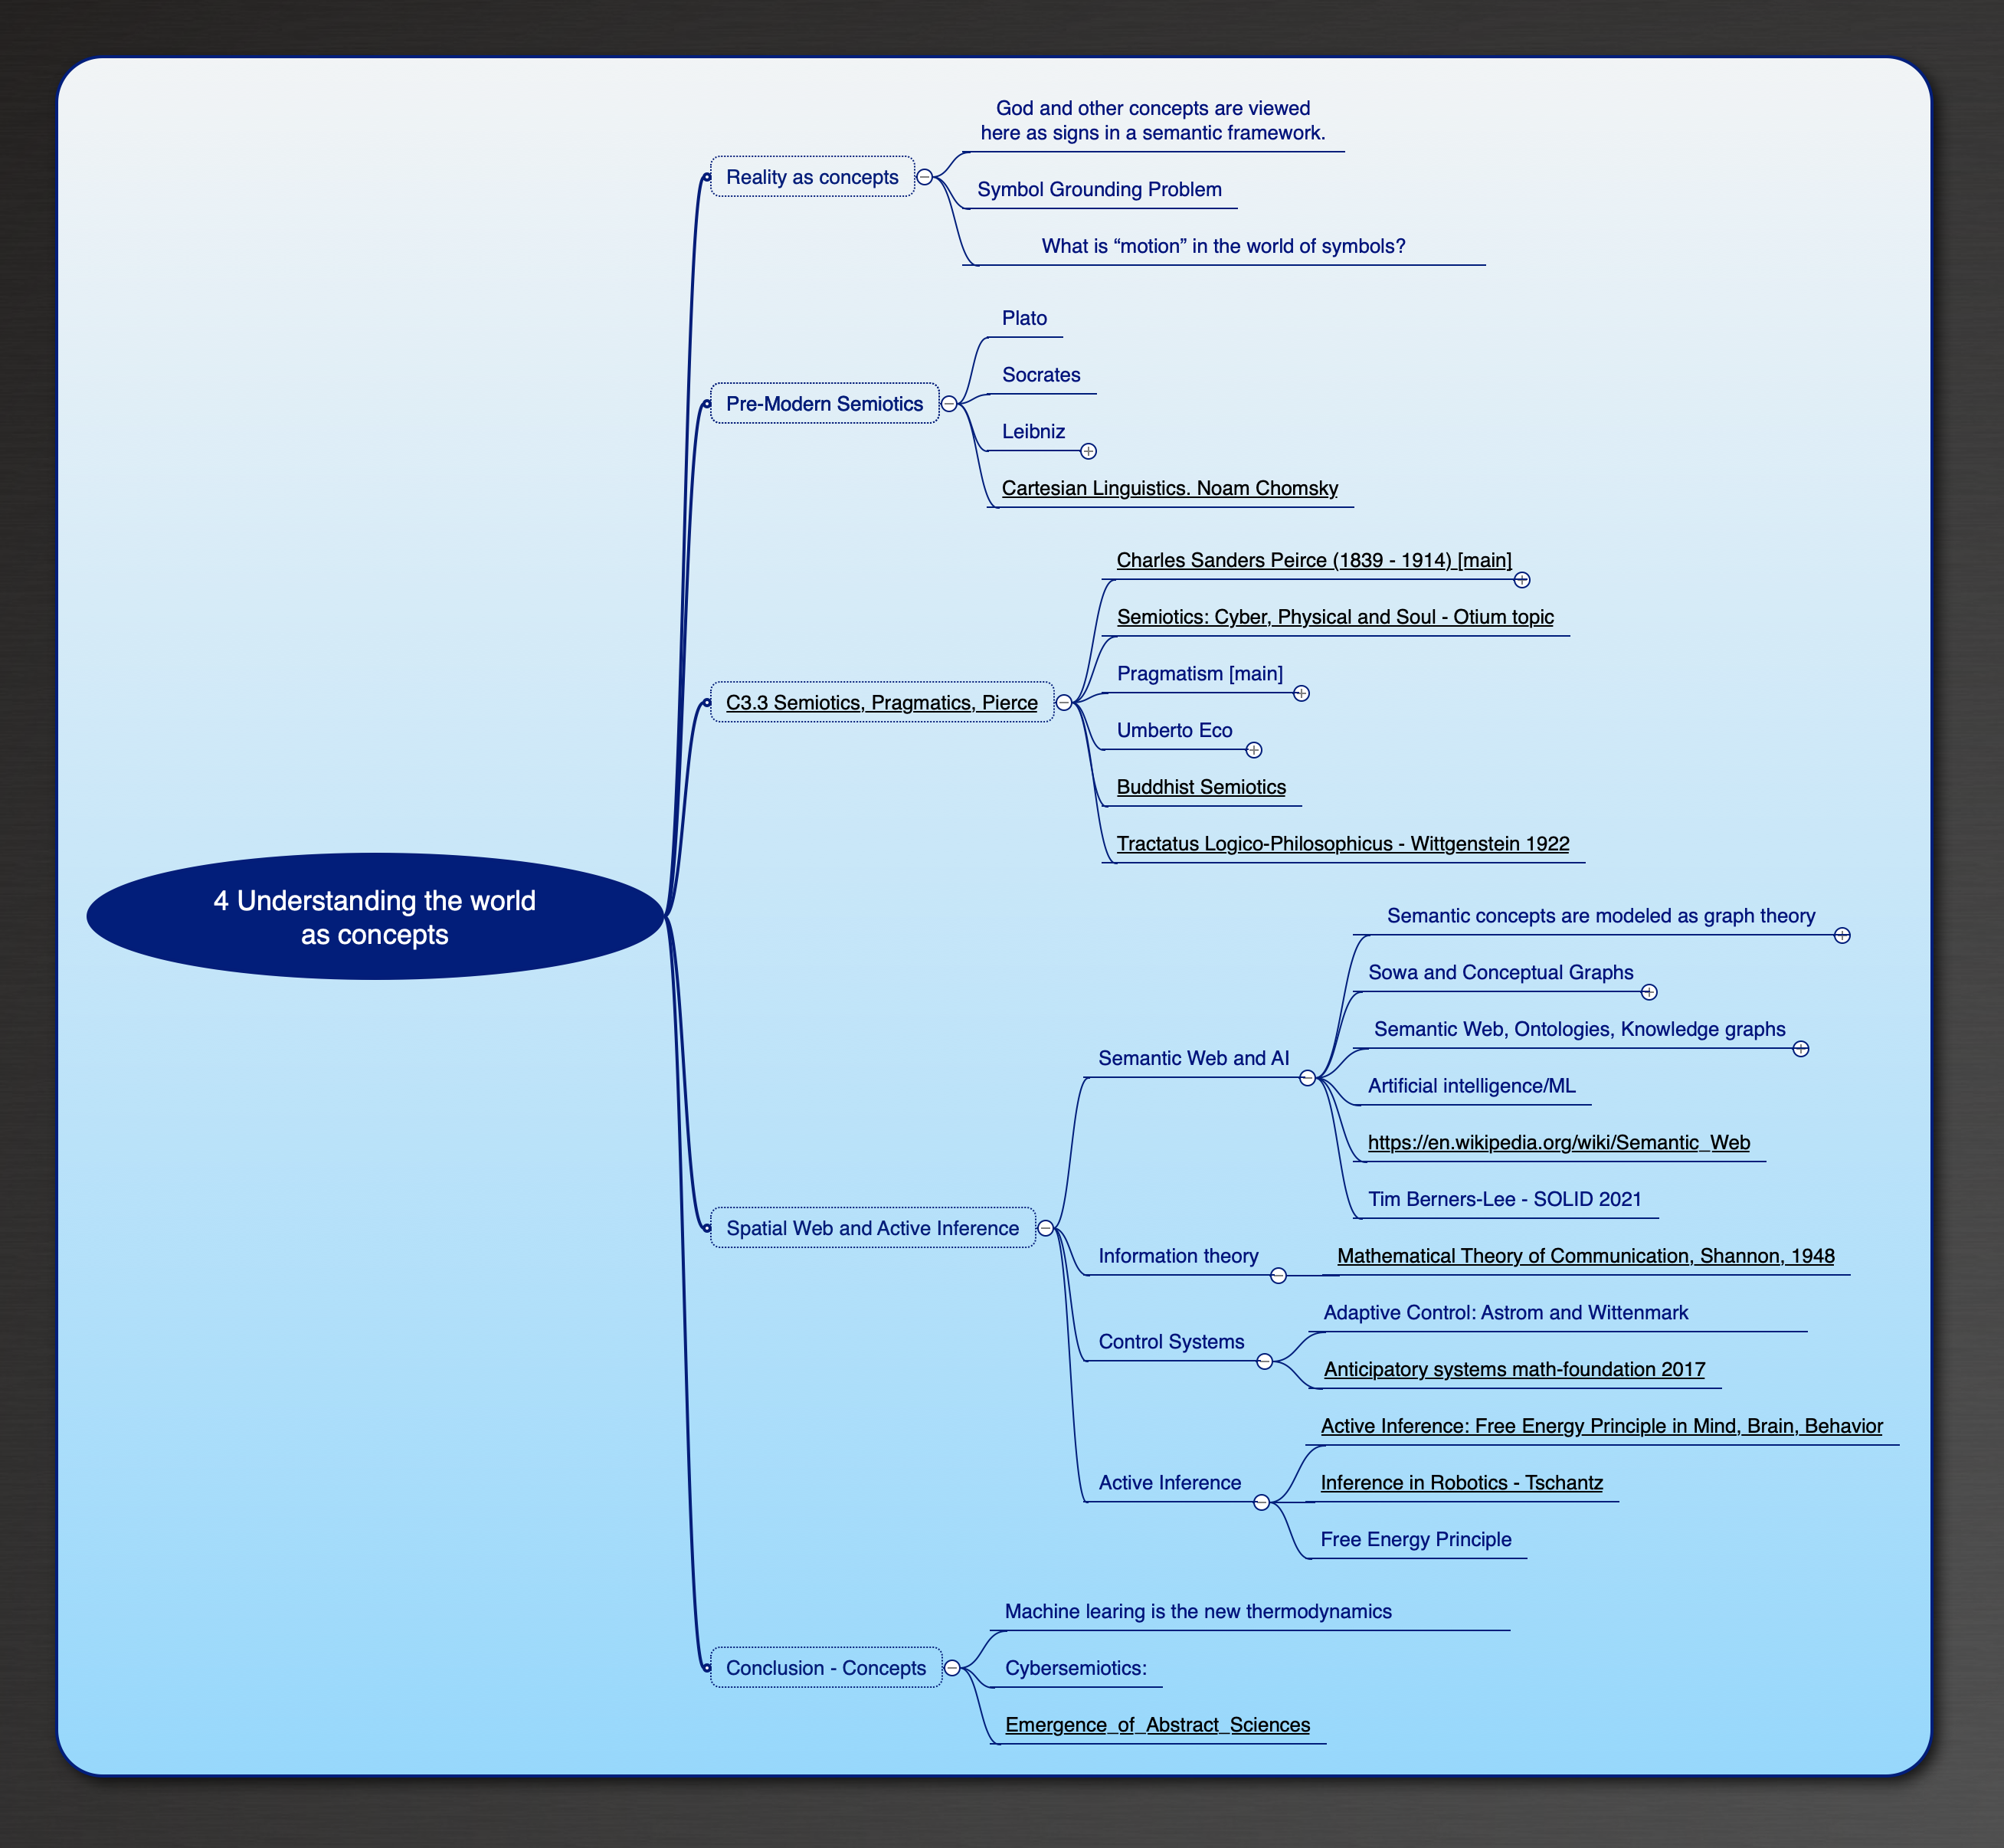 4 Understanding the world
as concepts
Reality as concepts
God and other concepts are viewed
here as signs in a semantic framework.
Symbol Grounding Problem
What is “motion” in the world of symbols?
Pre-Modern Semiotics
Plato
Socrates
Leibniz
Cartesian Linguistics. Noam Chomsky
C3.3 Semiotics, Pragmatics, Pierce
Charles Sanders Peirce (1839 - 1914) [main]
Semiotics: Cyber, Physical and Soul - Otium topic
Pragmatism [main]
Umberto Eco
Buddhist Semiotics
Tractatus Logico-Philosophicus - Wittgenstein 1922
Spatial Web and Active Inference
Semantic Web and AI
Semantic concepts are modeled as graph theory
Sowa and Conceptual Graphs
Semantic Web, Ontologies, Knowledge graphs
Artificial intelligence/ML
https://en.wikipedia.org/wiki/Semantic_Web
Tim Berners-Lee - SOLID 2021
Information theory
Mathematical Theory of Communication, Shannon, 1948
Control Systems
Adaptive Control: Astrom and Wittenmark
Anticipatory systems math-foundation 2017
Active Inference
Active Inference: Free Energy Principle in Mind, Brain, Behavior
Inference in Robotics - Tschantz
Free Energy Principle
Conclusion - Concepts
Machine learing is the new thermodynamics
Cybersemiotics:
Emergence_of_Abstract_Sciences